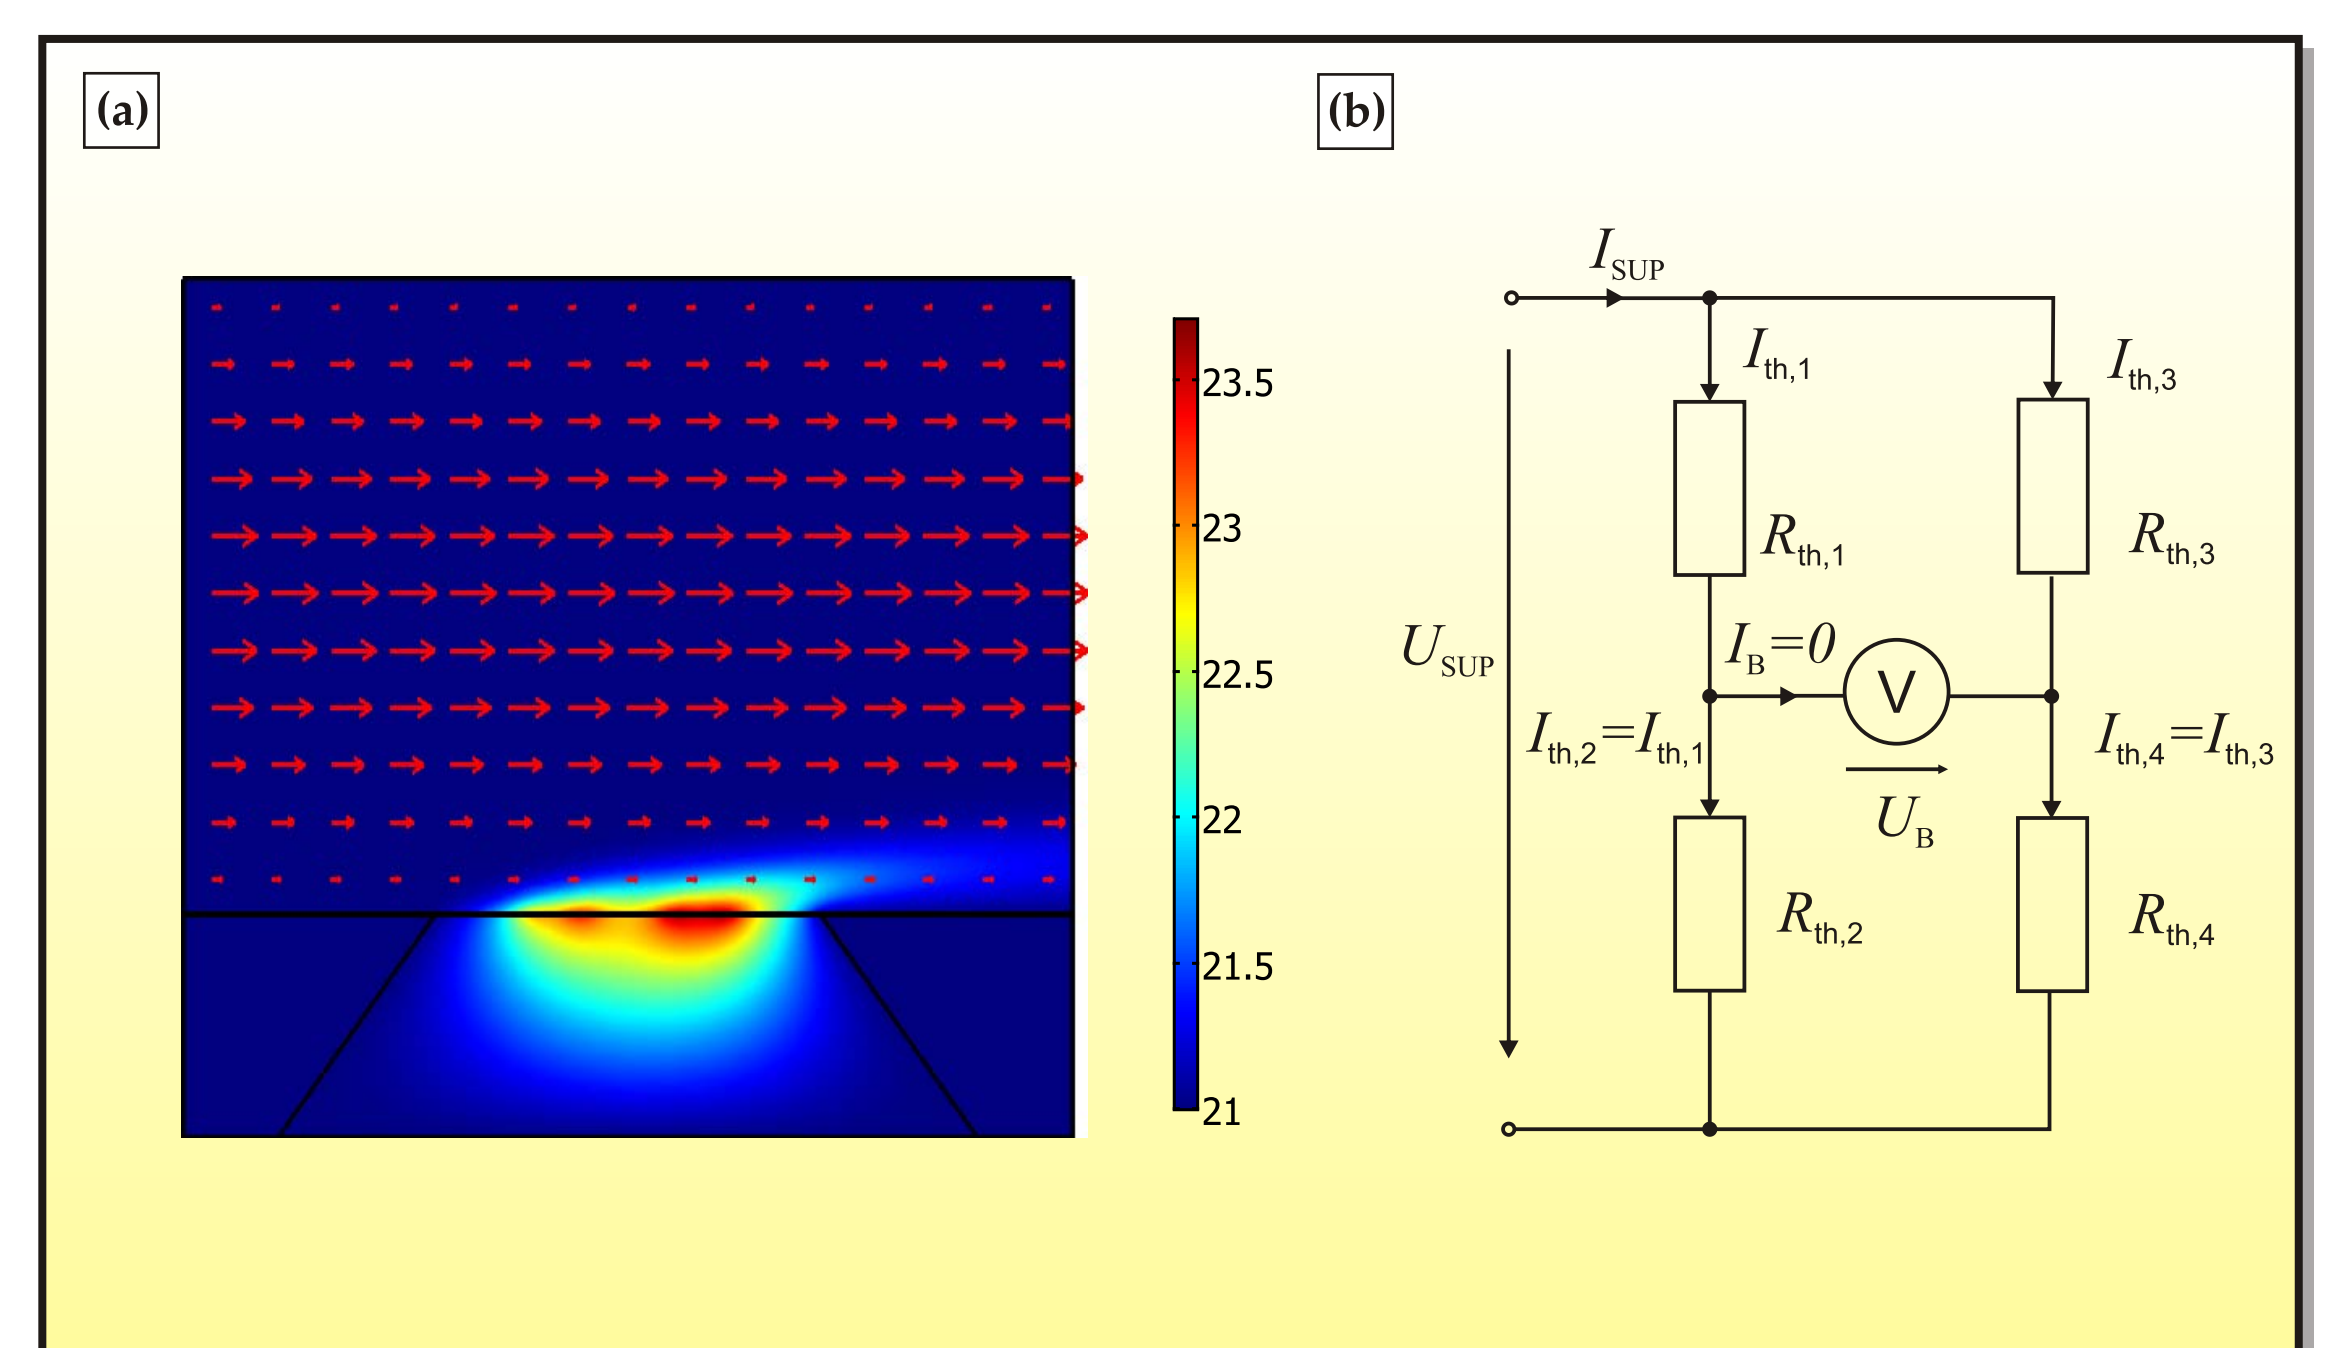 (a)
(b)
23.5
23
22.5
22
21.5
21
I_SUP
I_th,1
I_th,3
R_th,1
R_th,3
U_SUP
I_B=0
V
I_th,2=I_th,1
I_th,4=I_th,3
U_B
R_th,2
R_th,4